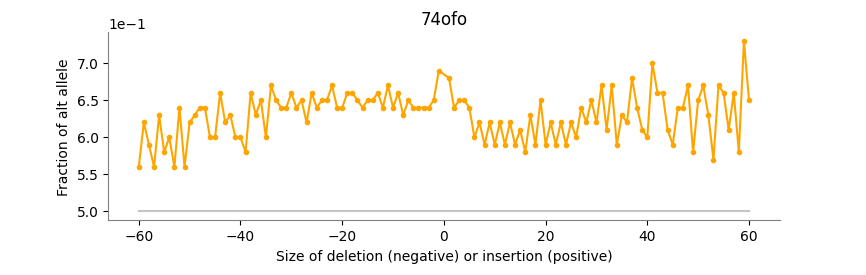 74ofo
1e−1
7.0
6.5
6.0
5.5
5.0
Fraction of alt allele
−60 −40 −20 0 20 40 60
Size of deletion (negative) or insertion (positive)